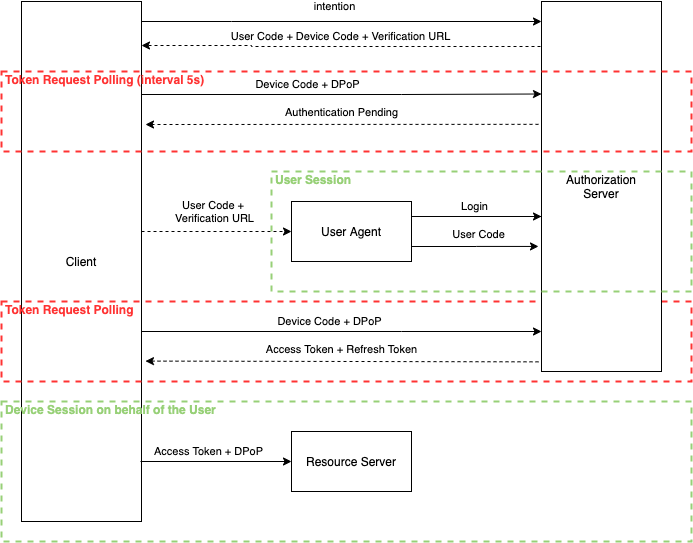 intention
User Code + Device Code + Verification URL
Token Request Polling (interval 5s)
Device Code + DPoP
Authentication Pending
User Session
Authorization
Server
User Code +
Verification URL
User Agent
Login
User Code
Client
Token Request Polling
Device Code + DPoP
Access Token + Refresh Token
Device Session on behalf of the User
Access Token + DPoP
Resource Server